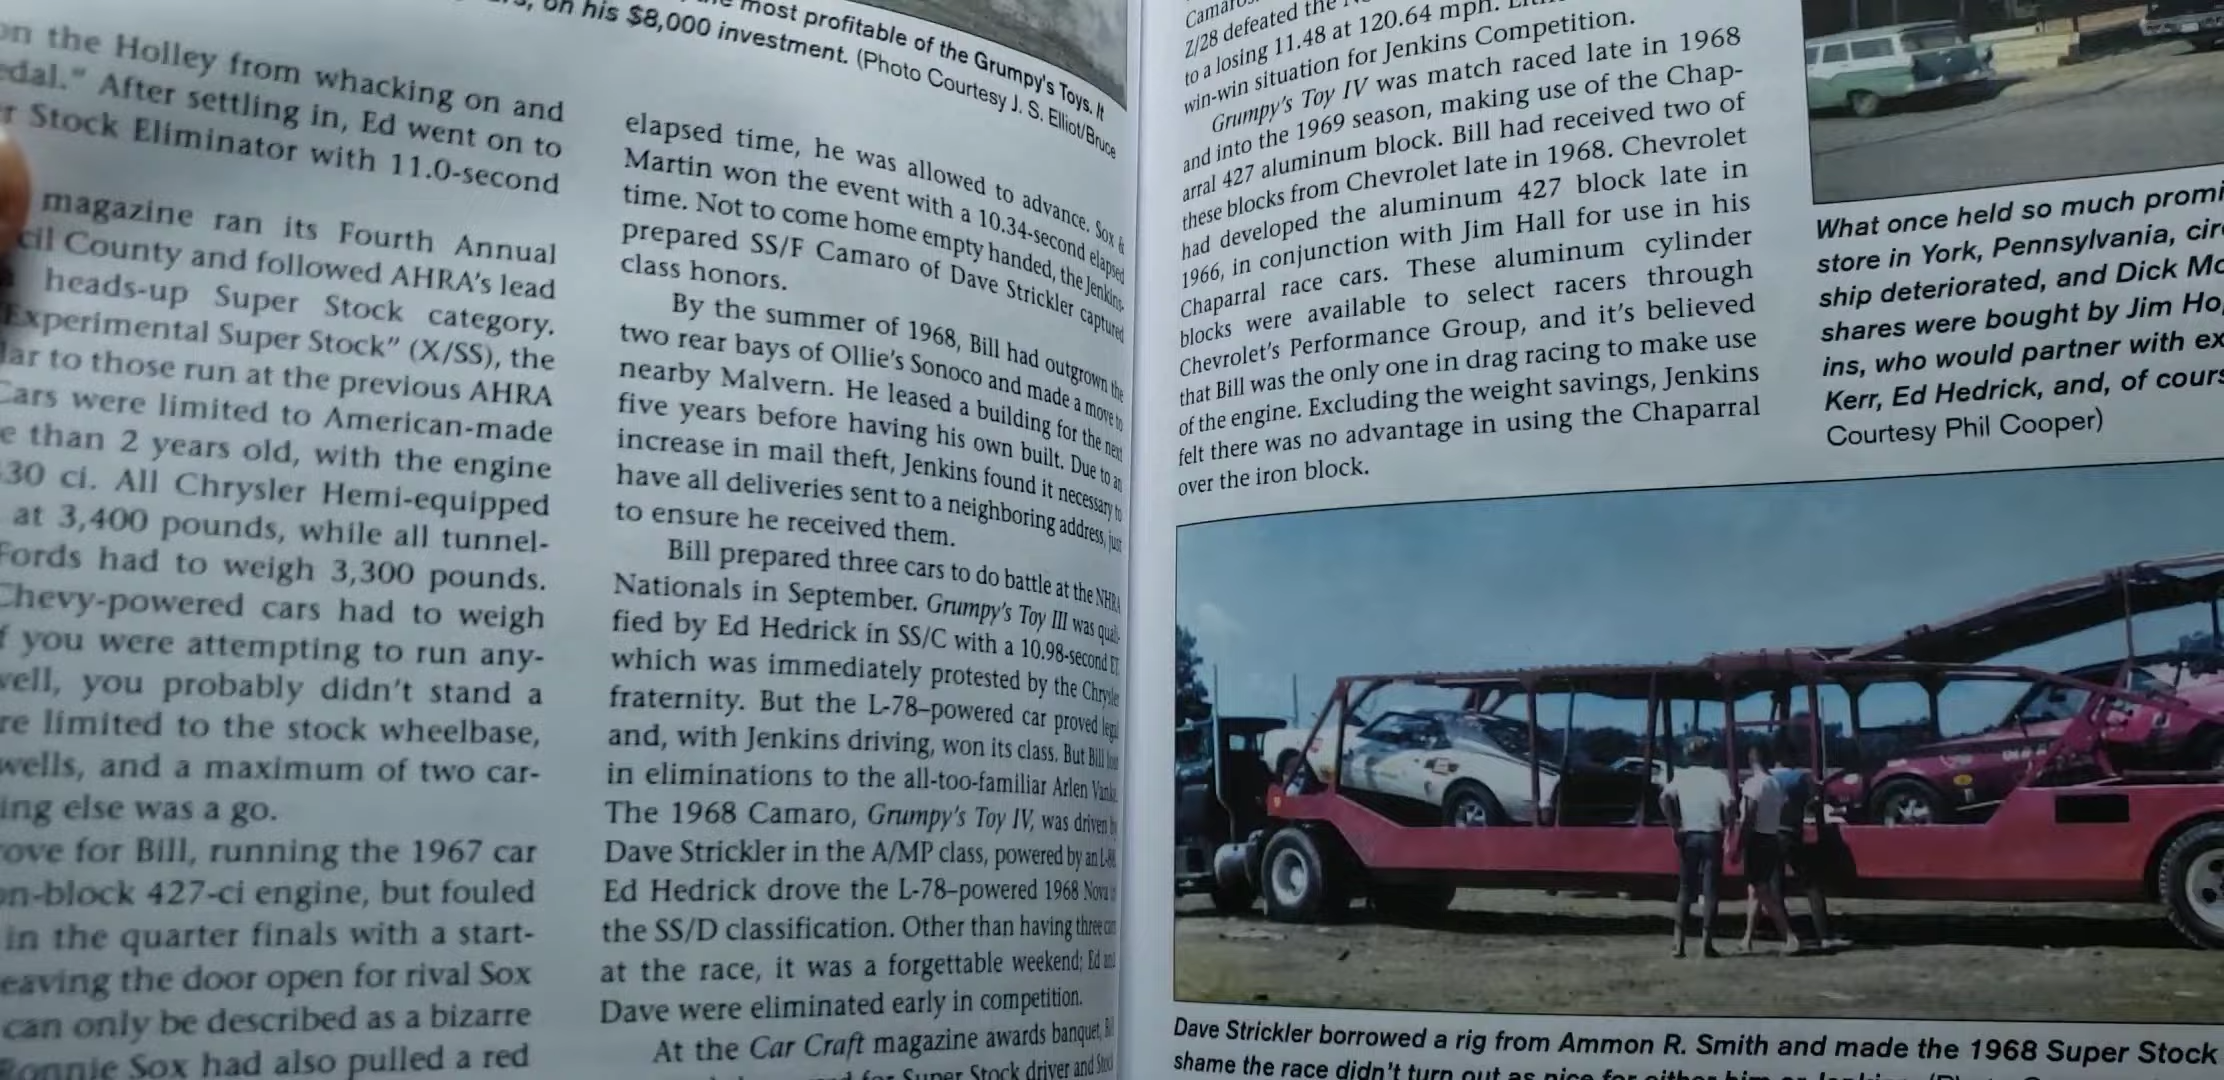 on his $8,000 investment. (Photo Courtesy J. S. Elliot/Bruce
most profitable of the Grumpy's Toys. It
on the Holley from whacking on and
After settling in, Ed went on to
Stock Eliminator with 11.0-second
magazine ran its Fourth Annual
County and followed AHRA's lead
heads-up Super Stock category.
Experimental Super Stock" (X/SS), the
to those run at the previous AHRA
Cars were limited to American-made
than 2 years old, with the engine
ci. All Chrysler Hemi-equipped
at 3,400 pounds, while all tunnel-
Fords had to weigh 3,300 pounds.
Chevy-powered cars had to weigh
you were attempting to run any-
you probably didn't stand a
limited to the stock wheelbase,
and a maximum of two car-
else was a go.
for Bill, running the 1967 car
427-ci engine, but fouled
in the quarter finals with a start-
the door open for rival Sox
can only be described as a bizarre
Ronnie Sox had also pulled a red
elapsed time, he was allowed to advance. Sox &
Martin won the event with a 10.34-second elapsed
time. Not to come home empty handed, the Jenkins-
prepared SS/F Camaro of Dave Strickler captured
class honors.
By the summer of 1968, Bill had outgrown the
two rear bays of Ollie's Sonoco and made a move to
nearby Malvern. He leased a building for the next
five years before having his own built. Due to an
increase in mail theft, Jenkins found it necessary to
have all deliveries sent to a neighboring address, just
to ensure he received them.
Bill prepared three cars to do battle at the NHRA
Nationals in September. Grumpy's Toy III was quali-
fied by Ed Hedrick in SS/C with a 10.98-second ET,
which was immediately protested by the Chrysler
fraternity. But the L-78–powered car proved legal
and, with Jenkins driving, won its class. But Bill
in eliminations to the all-too-familiar Arlen
The 1968 Camaro, Grumpy's Toy IV, was driven by
Dave Strickler in the A/MP class, powered by an
Ed Hedrick drove the L-78–powered 1968 Nova in
the SS/D classification. Other than having three cars
at the race, it was a forgettable weekend; Ed and
Dave were eliminated early in competition.
At the Car Craft magazine awards banquet,
for Super Stock driver and
Z/28 defeated the
to a losing 11.48 at 120.64 mph.
win-win situation for Jenkins Competition.
Grumpy's Toy IV was match raced late in 1968
and into the 1969 season, making use of the Chap-
arral 427 aluminum block. Bill had received two of
these blocks from Chevrolet late in 1968. Chevrolet
had developed the aluminum 427 block late in
1966, in conjunction with Jim Hall for use in his
Chaparral race cars. These aluminum cylinder
blocks were available to select racers through
Chevrolet's Performance Group, and it's believed
that Bill was the only one in drag racing to make use
of the engine. Excluding the weight savings, Jenkins
felt there was no advantage in using the Chaparral
over the iron block.
What once held so much
store in York, Pennsylvania,
ship deteriorated, and Dick
shares were bought by Jim
ins, who would partner with
Kerr, Ed Hedrick, and, of
Courtesy Phil Cooper)
Dave Strickler borrowed a rig from Ammon R. Smith and made the 1968 Super Stock
shame the race didn't turn out as nice for either him